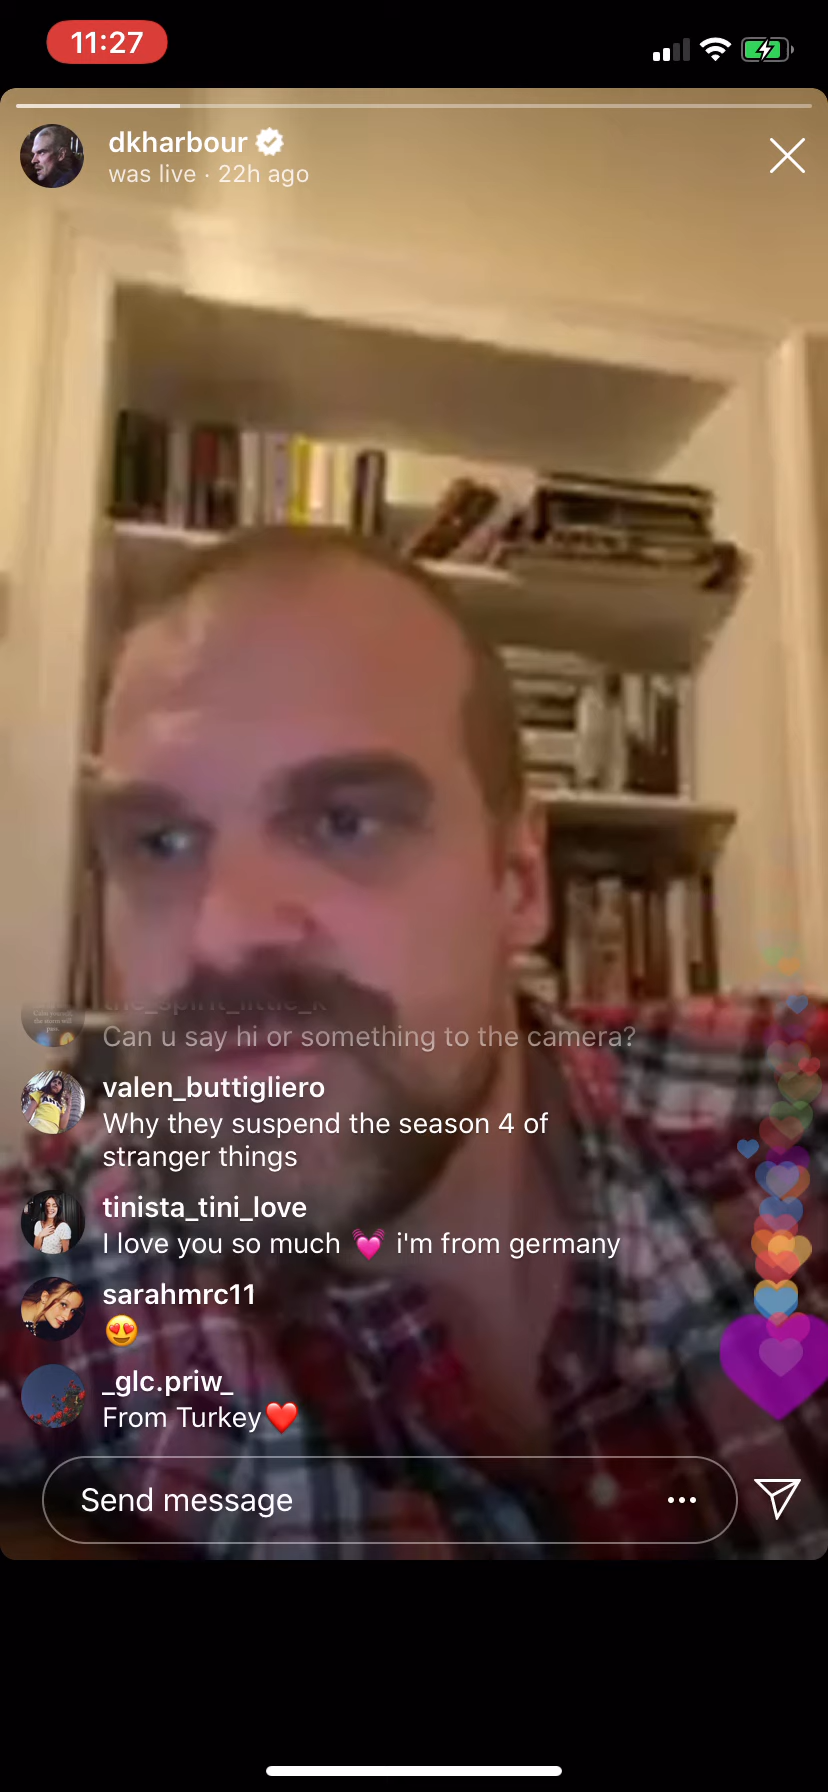 11:27
dkharbour
was live · 22h ago
Can u say hi or something to the camera?
valen_buttigliero
Why they suspend the season 4 of
stranger things
tinista_tini_love
I love you so much 💓 i'm from germany
sarahmrc11
😍
_glc.priw_
From Turkey❤️
Send message